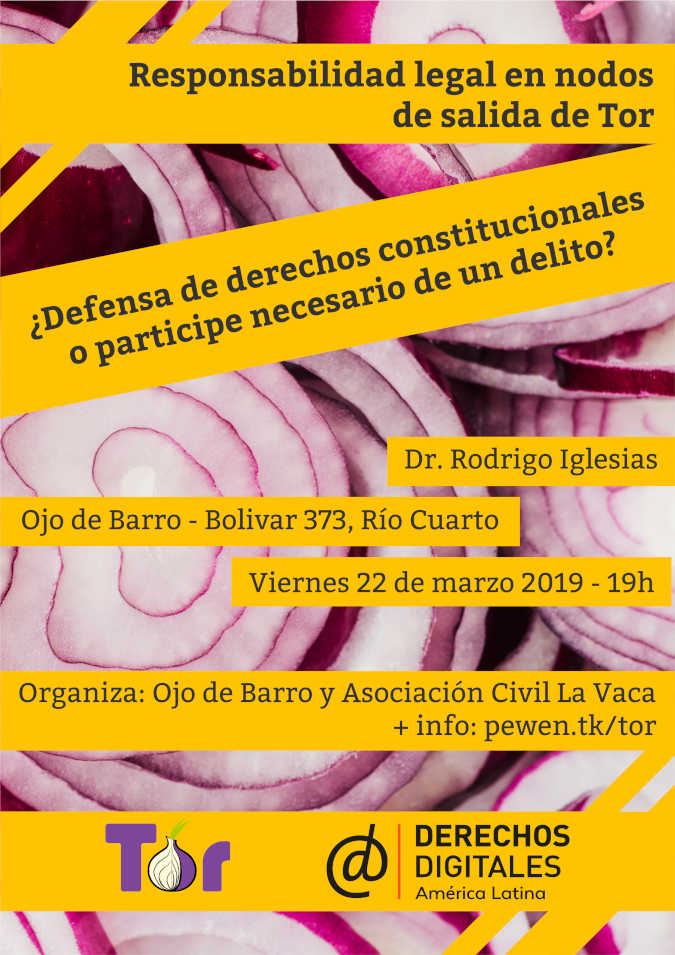 Responsabilidad legal en nodos
de salida de Tor
¿Defensa de derechos constitucionales
o participe necesario de un delito?
Dr. Rodrigo Iglesias
Ojo de Barro - Bolivar 373, Río Cuarto
Viernes 22 de marzo 2019 - 19h
Organiza: Ojo de Barro y Asociación Civil La Vaca
+ info: pewen.tk/tor
Tor
d
DERECHOS
DIGITALES
América Latina